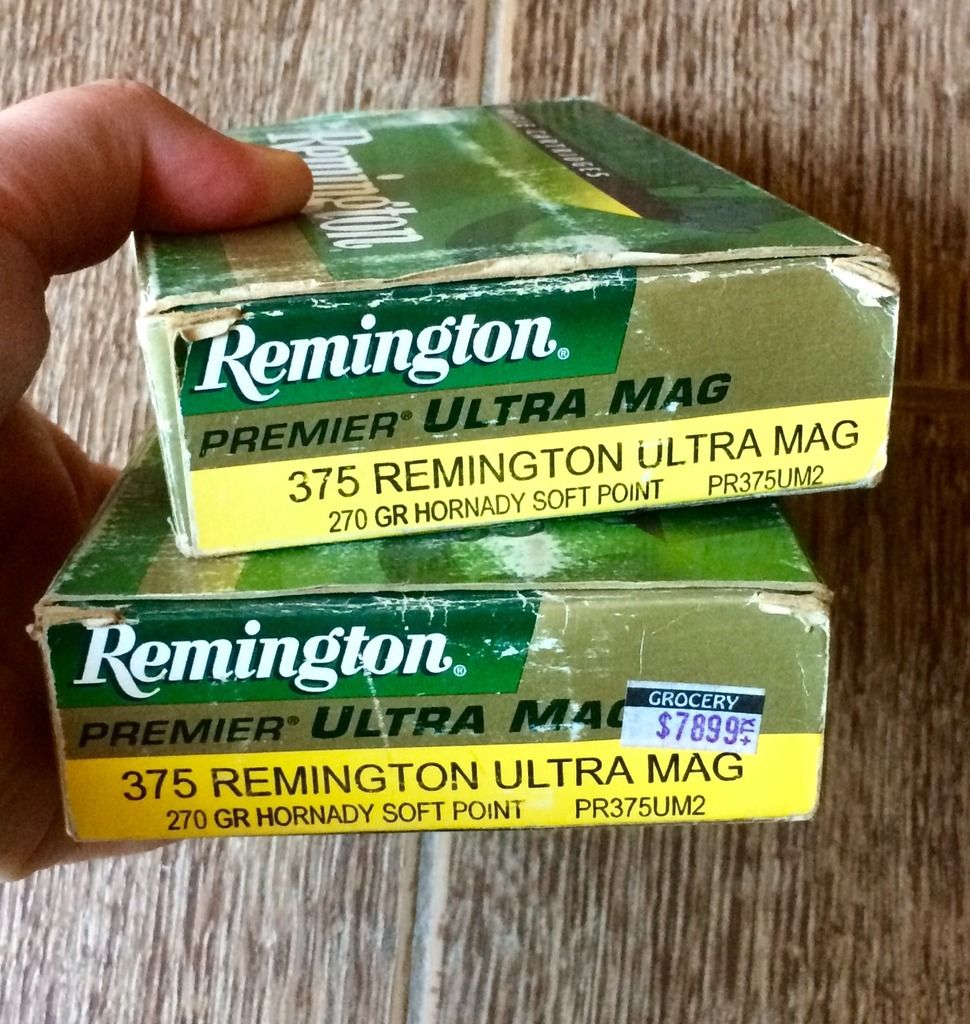 Remington
CARTRIDGES
Remington®
PREMIER® ULTRA MAG
375 REMINGTON ULTRA MAG
270 GR HORNADY SOFT POINT PR375UM2
Remington®
PREMIER® ULTRA MAG
GROCERY
$7899
375 REMINGTON ULTRA MAG
270 GR HORNADY SOFT POINT PR375UM2